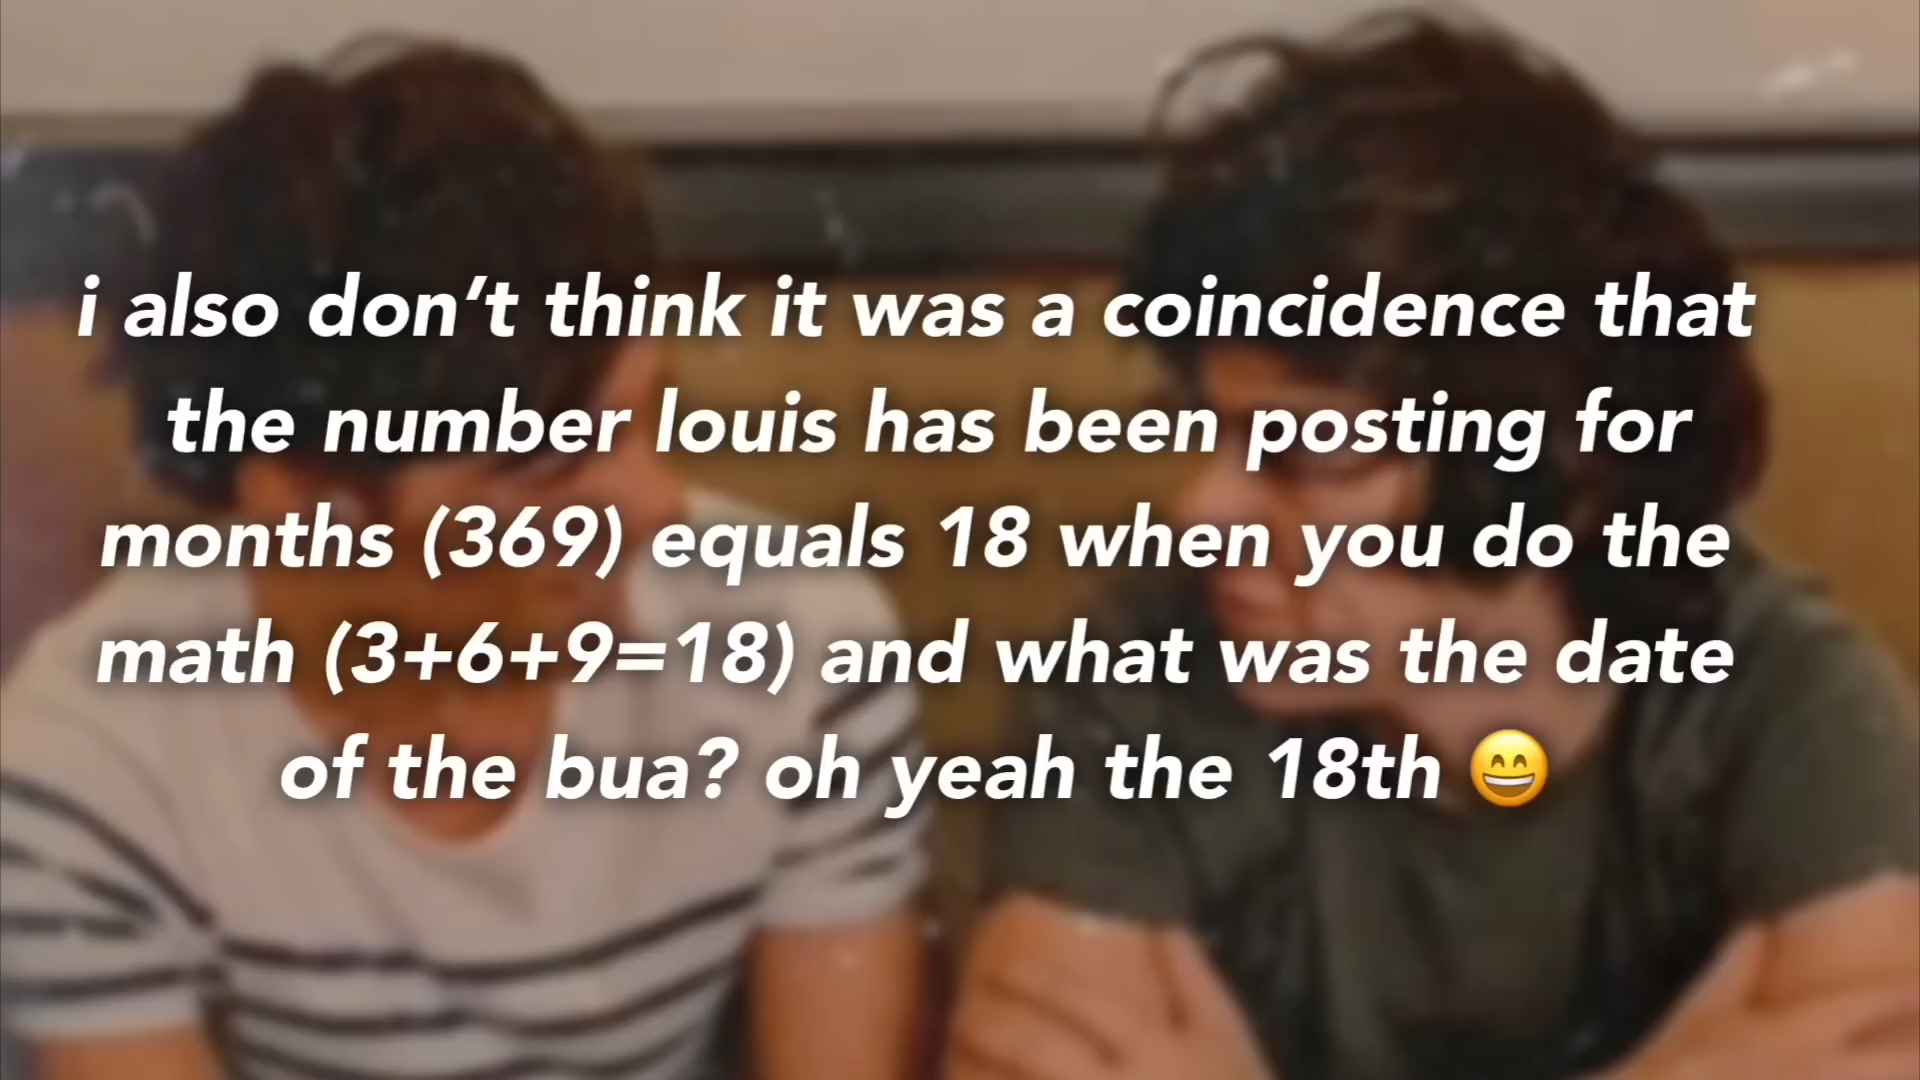 i also don't think it was a coincidence that
the number louis has been posting for
months (369) equals 18 when you do the
math (3+6+9=18) and what was the date
of the bua? oh yeah the 18th 😄